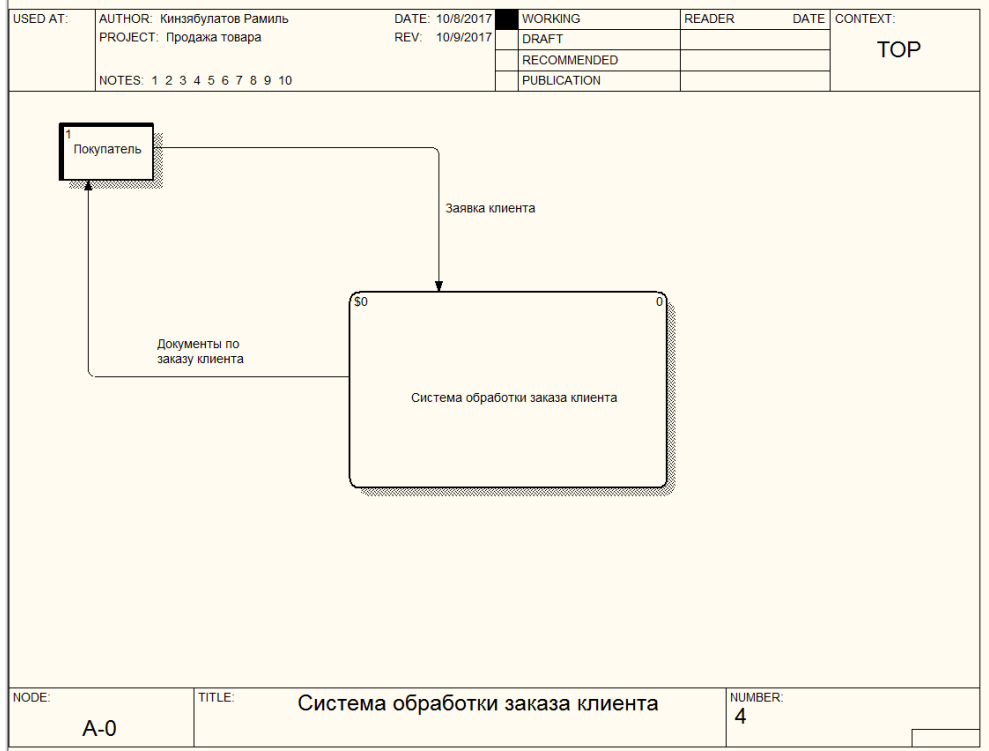 USED AT:
AUTHOR: Кинзябулатов Рамиль
DATE: 10/8/2017
WORKING
READER
DATE
CONTEXT:
PROJECT: Продажа товара
REV: 10/9/2017
DRAFT
TOP
RECOMMENDED
NOTES: 1 2 3 4 5 6 7 8 9 10
PUBLICATION
1
Покупатель
Заявка клиента
$0
0
Документы по
заказу клиента
Система обработки заказа клиента
NODE:
A-0
TITLE:
Система обработки заказа клиента
NUMBER:
4